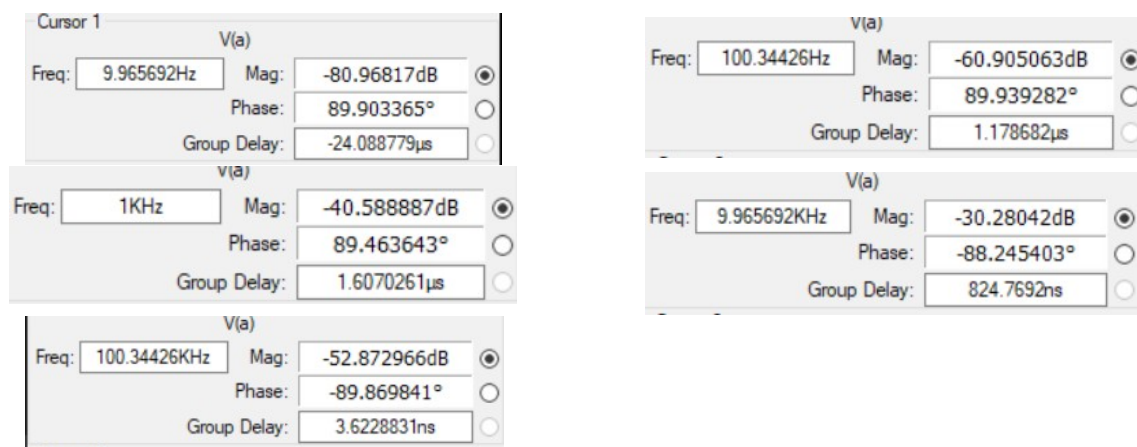 Cursor 1
V(a)
Freq: 9.965692Hz Mag: -80.96817dB
Phase: 89.903365°
Group Delay: -24.088779µs
V(a)
Freq: 100.34426Hz Mag: -60.905063dB
Phase: 89.939282°
Group Delay: 1.178682µs
V(a)
Freq: 1KHz Mag: -40.588887dB
Phase: 89.463643°
Group Delay: 1.6070261µs
V(a)
Freq: 9.965692KHz Mag: -30.28042dB
Phase: -88.245403°
Group Delay: 824.7692ns
V(a)
Freq: 100.34426KHz Mag: -52.872966dB
Phase: -89.869841°
Group Delay: 3.6228831ns